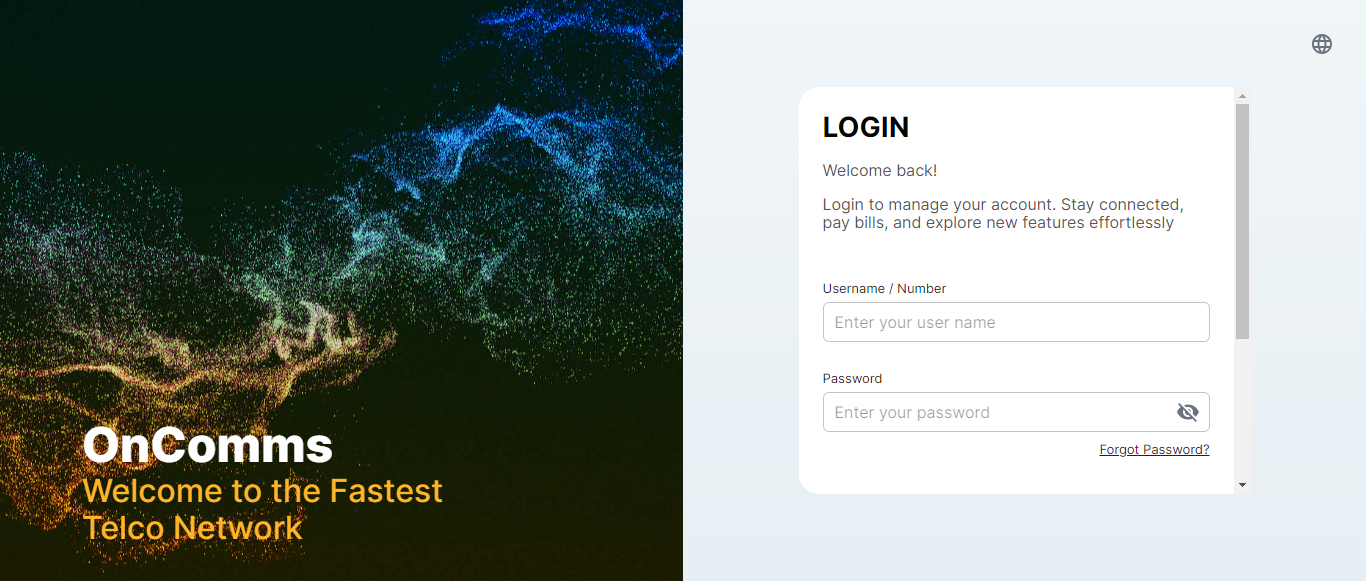 OnComms
Welcome to the Fastest
Telco Network
LOGIN
Welcome back!
Login to manage your account. Stay connected,
pay bills, and explore new features effortlessly
Username / Number
Enter your user name
Password
Enter your password
Forgot Password?